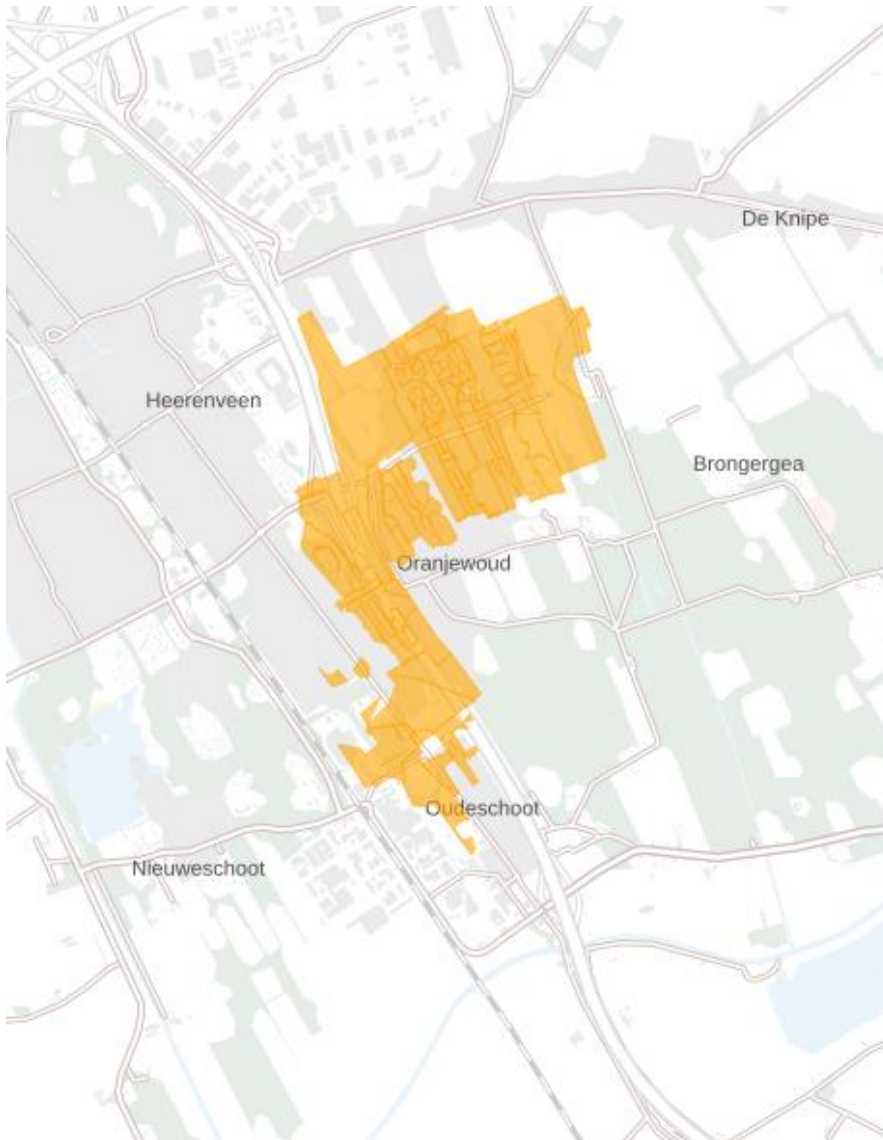 De Knipe
Heerenveen
Brongergea
Oranjewoud
Oudeschoot
Nieuweschoot